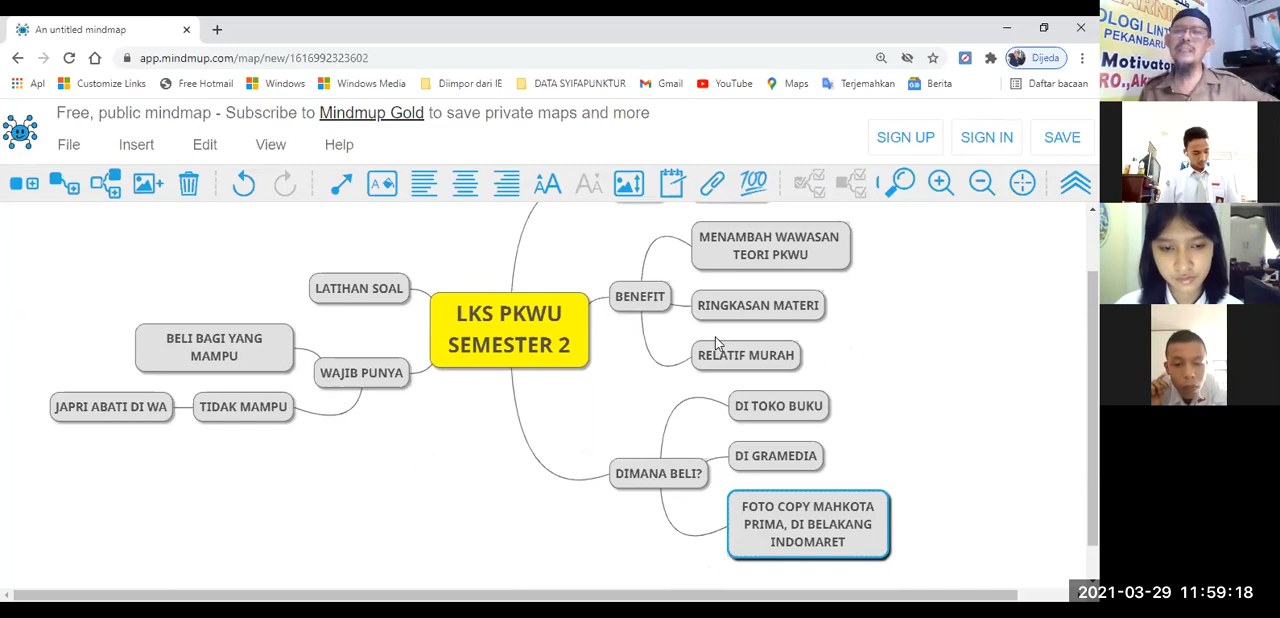 An untitled mindmap
app.mindmup.com/map/new/1616992323602
Dijeda
Apl
Customize Links
Free Hotmail
Windows
Windows Media
Diimpor dari IE
DATA SYIFAPUNKTUR
Gmail
YouTube
Maps
Terjemahkan
Berita
Daftar bacaan
Free, public mindmap - Subscribe to Mindmup Gold to save private maps and more
File
Insert
Edit
View
Help
SIGN UP
SIGN IN
SAVE
100
LATIHAN SOAL
BELI BAGI YANG
MAMPU
WAJIB PUNYA
JAPRI ABATI DI WA
TIDAK MAMPU
LKS PKWU
SEMESTER 2
BENEFIT
MENAMBAH WAWASAN
TEORI PKWU
RINGKASAN MATERI
RELATIF MURAH
DIMANA BELI?
DI TOKO BUKU
DI GRAMEDIA
FOTO COPY MAHKOTA
PRIMA, DI BELAKANG
INDOMARET
OLOGI LINT
PEKANBARU
Motivator
RO., Ak
2021-03-29 11:59:18